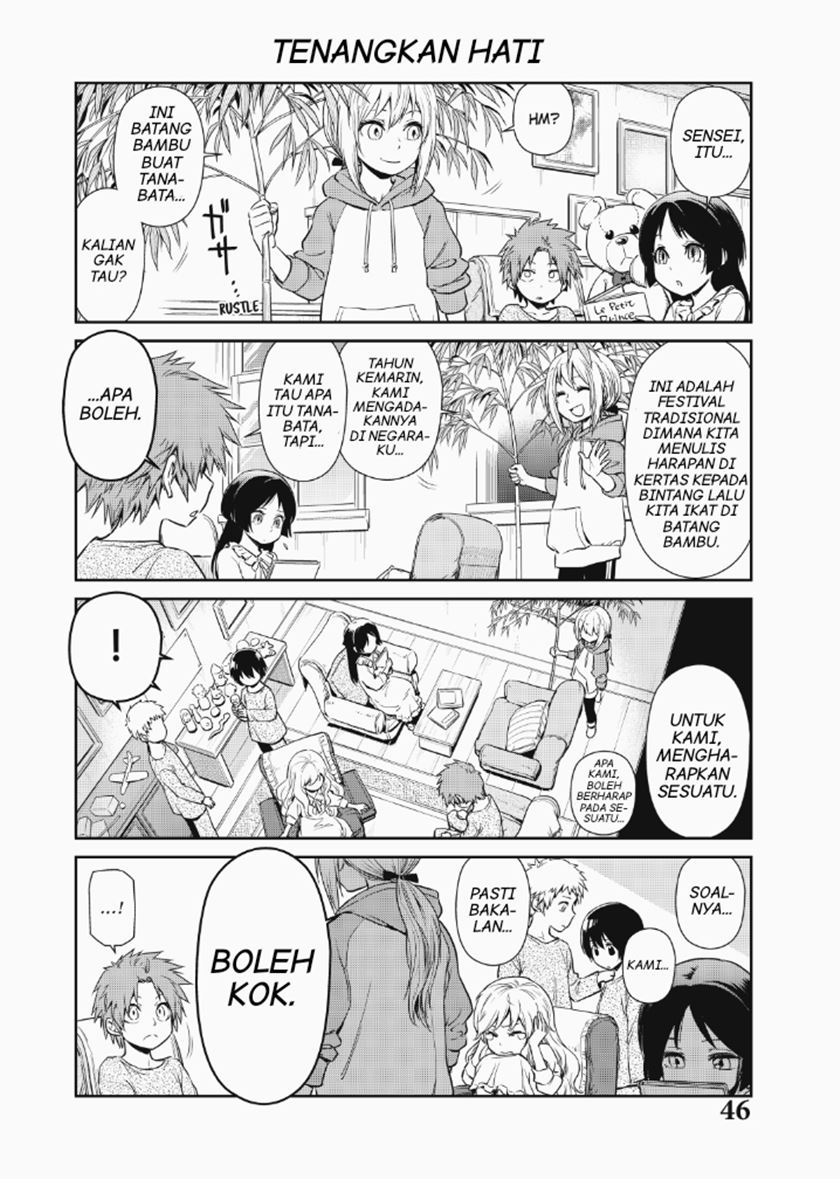 TENANGKAN HATI
SENSEI,
ITU...
HM?
INI
BATANG
BAMBU
BUAT
TANA-
BATA...
KALIAN
GAK
TAU?
ガサ...
RUSTLE
Le Petit
Prince
INI ADALAH
FESTIVAL
TRADISIONAL
DIMANA KITA
MENULIS
HARAPAN DI
KERTAS KEPADA
BINTANG LALU
KITA IKAT DI
BATANG
BAMBU.
TAHUN
KEMARIN,
KAMI
MENGADA-
KANNYA
DI NEGARA-
KU...
KAMI
TAU APA
ITU TANA-
BATA,
TAPI...
...APA
BOLEH.
UNTUK
KAMI,
MENGHA-
RAPKAN
SESUATU.
APA
KAMI,
BOLEH
BERHARAP
PADA SE-
SUATU...
!
SOAL-
NYA...
KAMI...
PASTI
BAKA-
LAN...
BOLEH
KOK.
...!
46